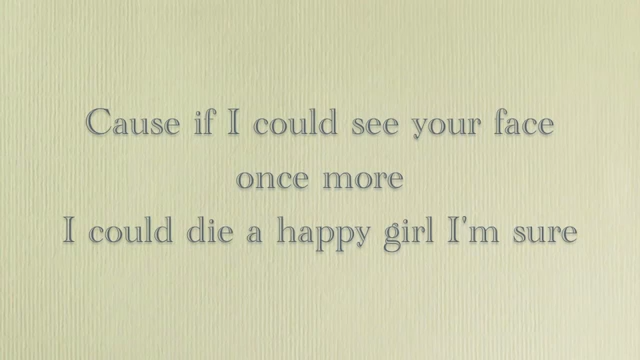 Cause if I could see your face
once more
I could die a happy girl I'm sure